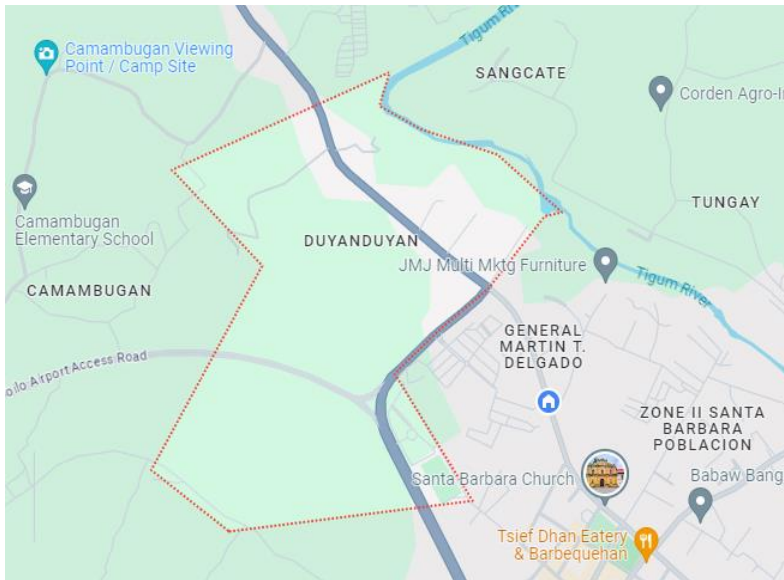 Camambugan Viewing
Point / Camp Site
Tigum River
SANGCATE
Corden Agro-I
Camambugan
Elementary School
TUNGAY
DUYANDUYAN
JMJ Multi Mktg Furniture
CAMAMBUGAN
Tigum River
GENERAL
MARTIN T.
DELGADO
oilo Airport Access Road
ZONE II SANTA
BARBARA
POBLACION
Santa Barbara Church
Babaw Bang
Tsief Dhan Eatery
& Barbequehan